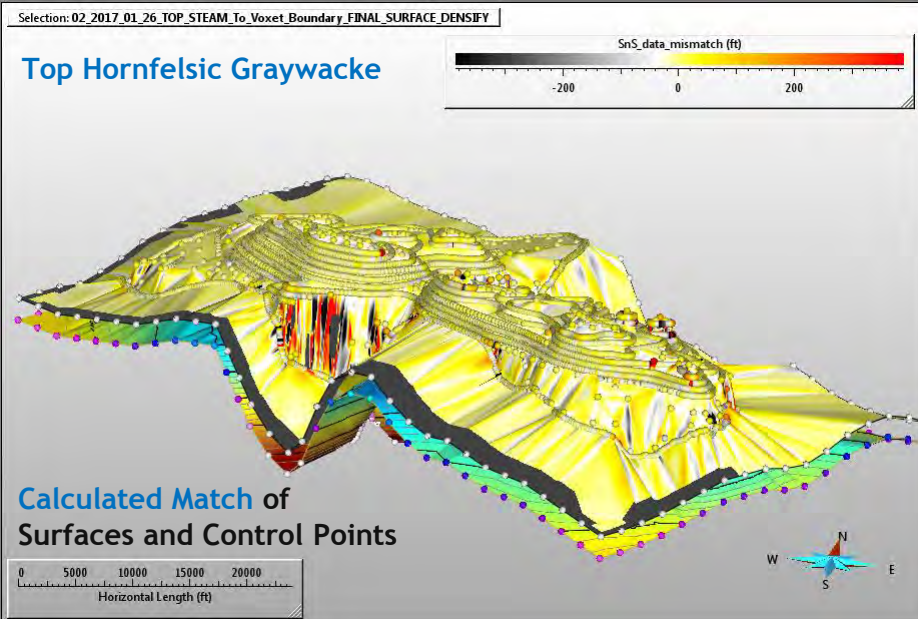 Selection: 02_2017_01_26_TOP_STEAM_To_Voxet_Boundary_FINAL_SURFACE_DENSIFY
SnS_data_mismatch (ft)
-200 0 200
Top Hornfelsic Graywacke
Calculated Match of
Surfaces and Control Points
0 5000 10000 15000 20000
Horizontal Length (ft)
N
W E
S